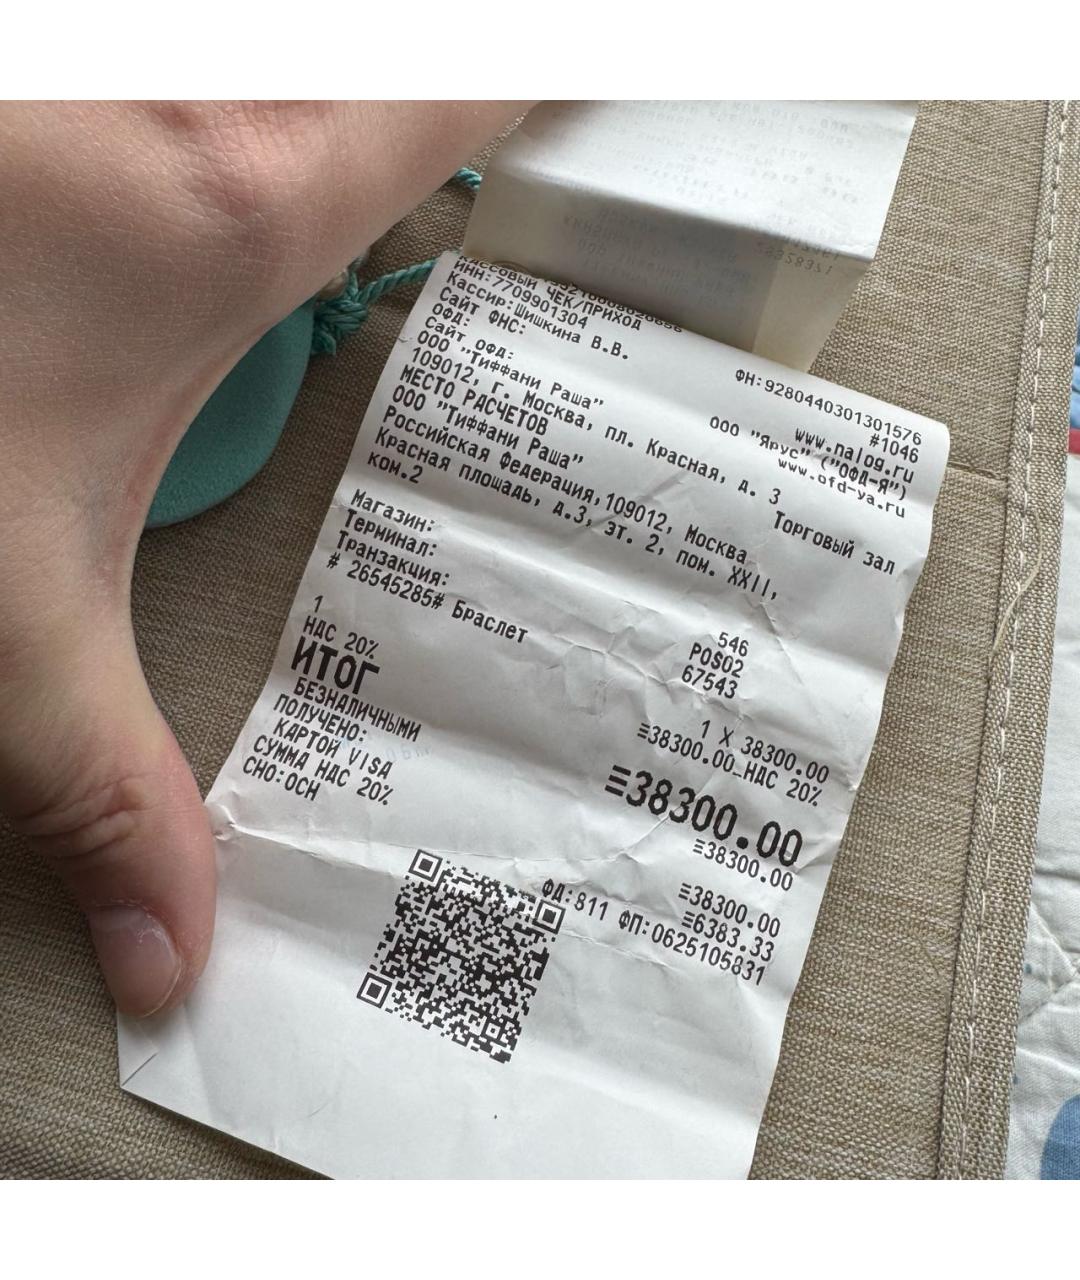 КАССОВЫЙ ЧЕК/ПРИХОД
ИНН:7709901304 ФН:9280440301301576
Кассир:Шишкина В.В. #1046
Сайт ФНС: www.nalog.ru
ОФД: ООО "Ярус" ("ОФД-Я")
Сайт ОФД: www.ofd-ya.ru
ООО "Тиффани Раша"
109012, г. Москва, пл. Красная, д. 3
МЕСТО РАСЧЕТОВ Торговый зал
ООО "Тиффани Раша"
Российская Федерация,109012, Москва
Красная площадь, д.3, эт. 2, пом. XXII,
ком.2
Магазин: 546
Терминал: POS02
Транзакция: 67543
# 26545285# Браслет
1 1 X 38300.00
НДС 20% ≡38300.00_НДС 20%
ИТОГ ≡38300.00
БЕЗНАЛИЧНЫМИ ≡38300.00
ПОЛУЧЕНО:
КАРТОЙ VISA ≡38300.00
СУММА НДС 20% ≡6383.33
СНО:ОСН ФД:811 ФП:0625105831